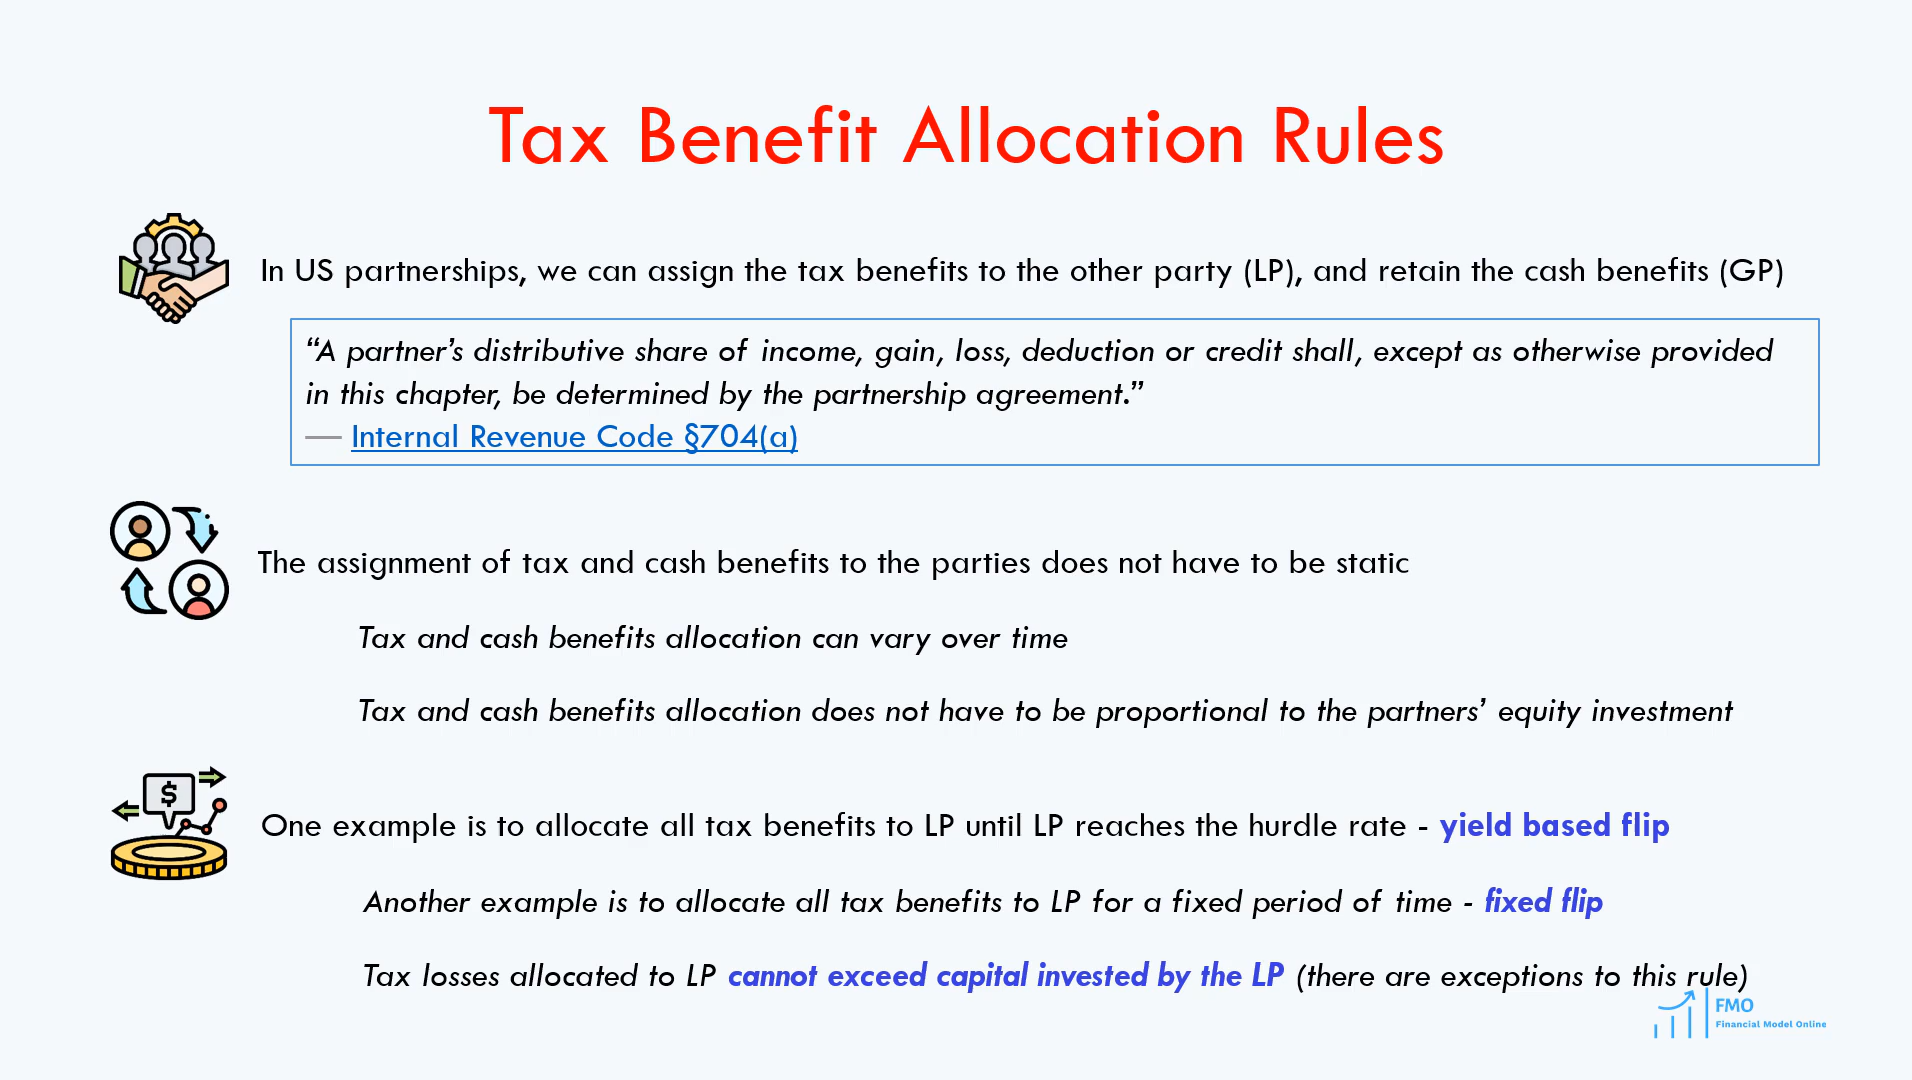 Tax Benefit Allocation Rules
In US partnerships, we can assign the tax benefits to the other party (LP), and retain the cash benefits (GP)
“A partner’s distributive share of income, gain, loss, deduction or credit shall, except as otherwise provided
in this chapter, be determined by the partnership agreement.”
— Internal Revenue Code §704(a)
The assignment of tax and cash benefits to the parties does not have to be static
Tax and cash benefits allocation can vary over time
Tax and cash benefits allocation does not have to be proportional to the partners’ equity investment
$
One example is to allocate all tax benefits to LP until LP reaches the hurdle rate - yield based flip
Another example is to allocate all tax benefits to LP for a fixed period of time - fixed flip
Tax losses allocated to LP cannot exceed capital invested by the LP (there are exceptions to this rule)
FMO
Financial Model Online